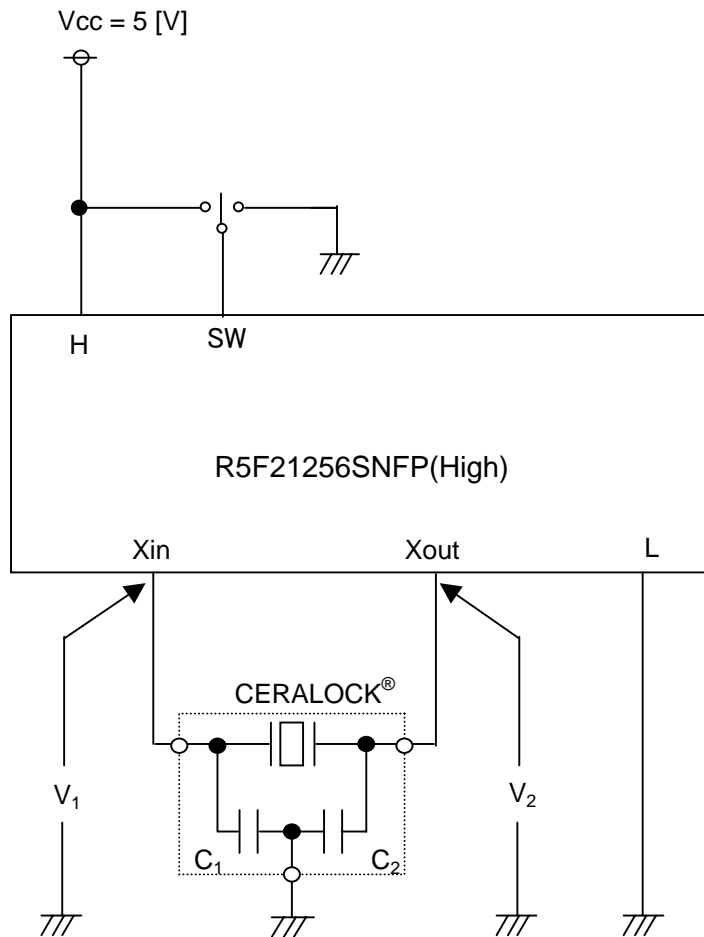 Vcc = 5 [V]
H
SW
R5F21256SNFP(High)
Xin
Xout
L
CERALOCK®
V1
V2
C1
C2